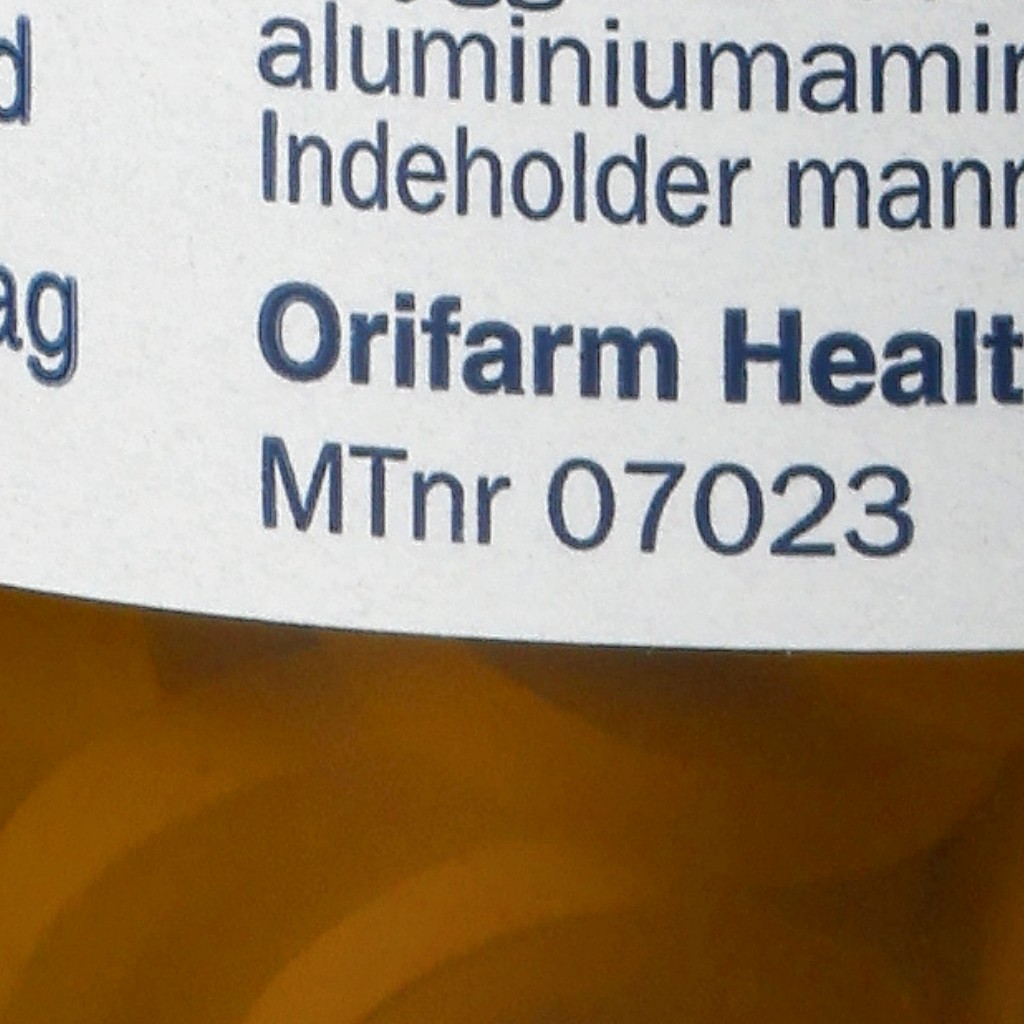 aluminiumamin
Indeholder mann
Orifarm Healt
MTnr 07023